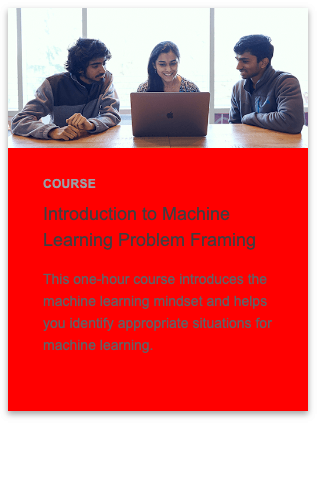 COURSE
Introduction to Machine
Learning Problem Framing
This one-hour course introduces the
machine learning mindset and helps
you identify appropriate situations for
machine learning.